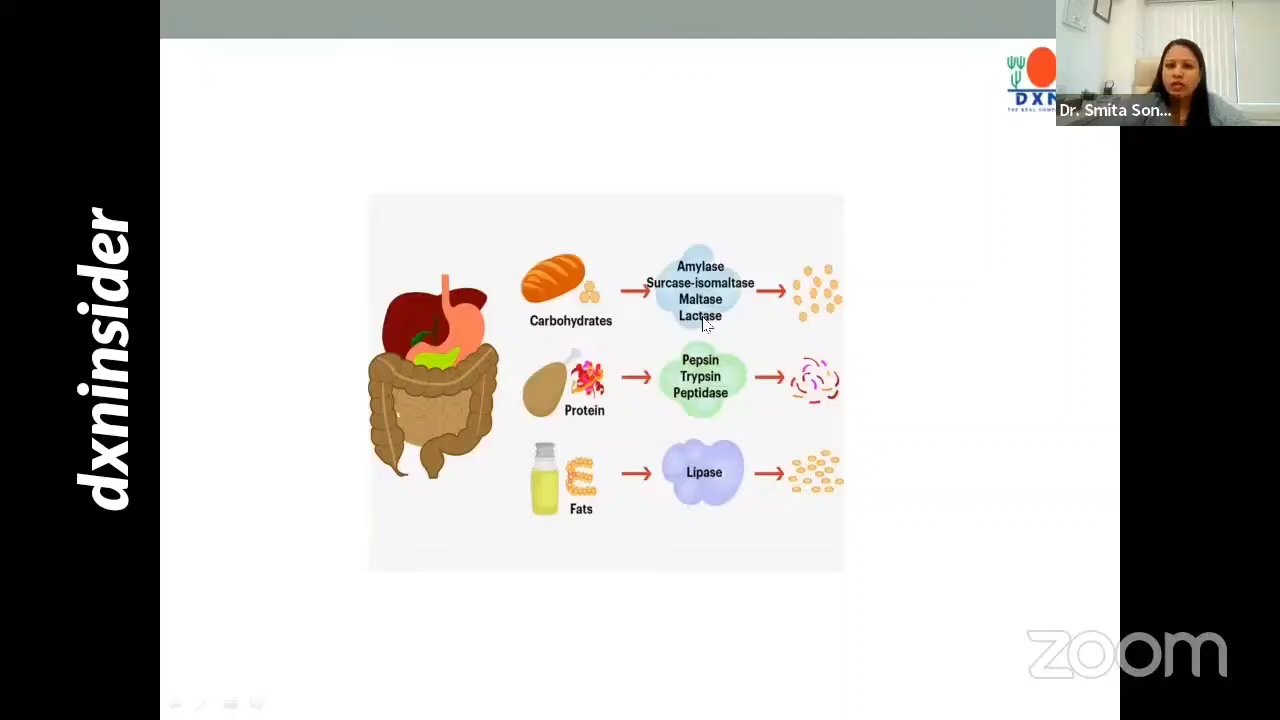 dxninsider
DXN
Dr. Smita Son...
Carbohydrates
Amylase
Surcase-isomaltase
Maltase
Lactase
Protein
Pepsin
Trypsin
Peptidase
Fats
Lipase
zoom